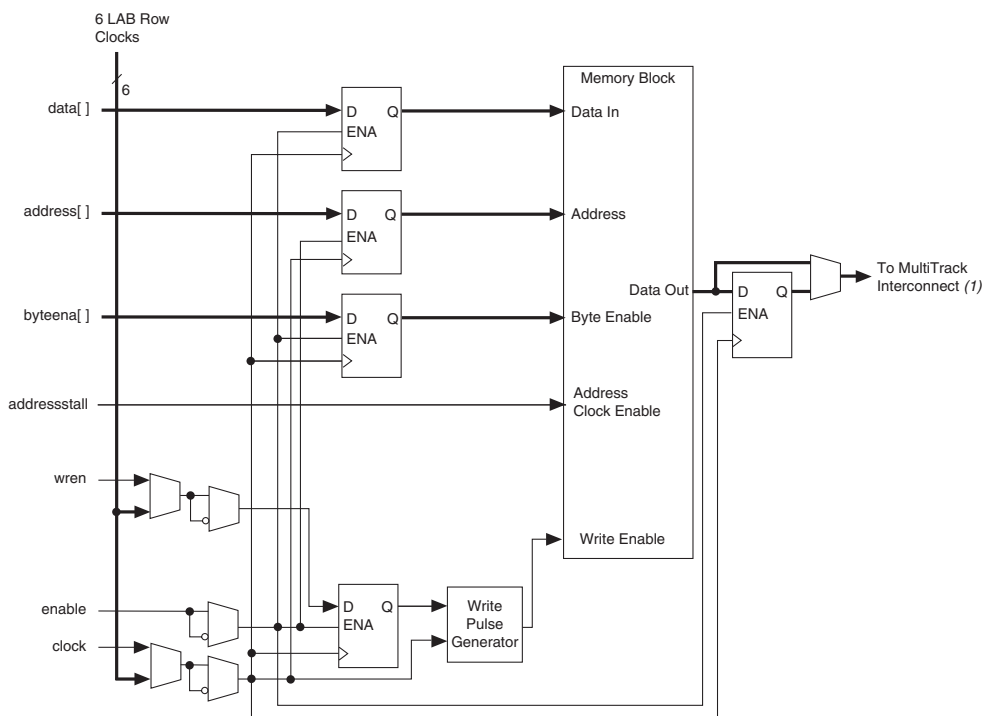 6 LAB Row
Clocks
6
data[ ]
D Q
ENA
Memory Block
Data In
address[ ]
D Q
ENA
Address
byteena[ ]
D Q
ENA
Byte Enable
Data Out
D Q
ENA
To MultiTrack
Interconnect (1)
addressstall
Address
Clock Enable
wren
Write Enable
enable
clock
D Q
ENA
Write
Pulse
Generator